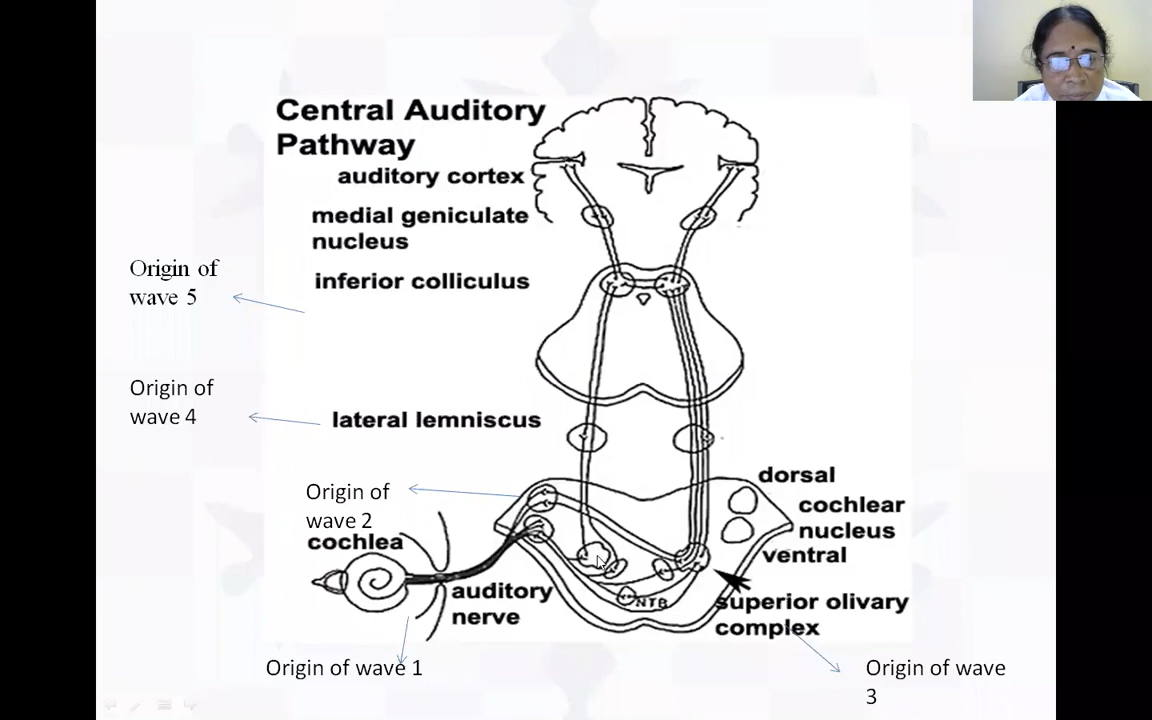 Central Auditory
Pathway
auditory cortex
medial geniculate
nucleus
inferior colliculus
Origin of
wave 5
Origin of
wave 4
lateral lemniscus
Origin of
wave 2
cochlea
auditory
nerve
Origin of wave 1
dorsal
cochlear
nucleus
ventral
NTB
superior olivary
complex
Origin of wave
3